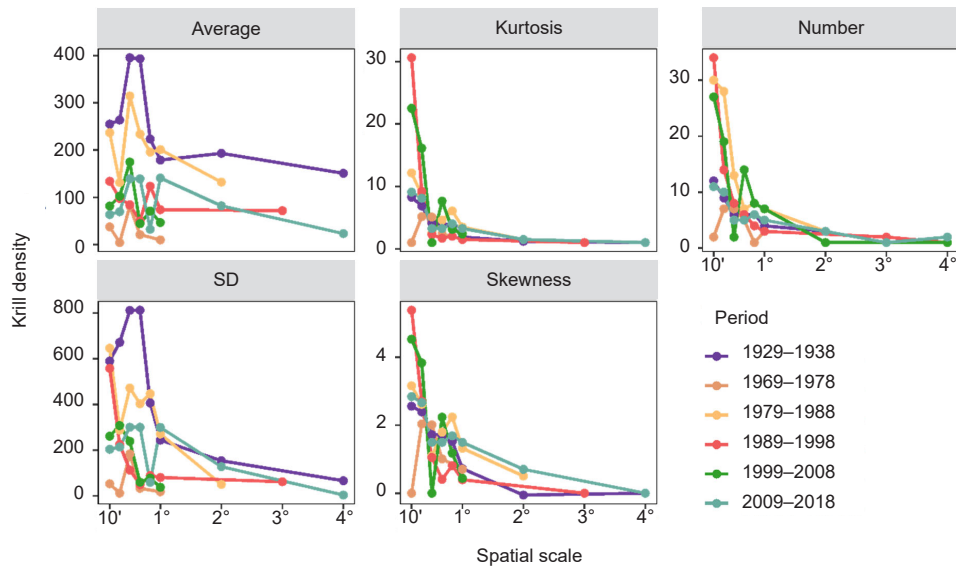 Average
Kurtosis
Number
400
300
200
100
0
30
20
10
0
30
20
10
0
10' 1° 2° 3° 4°
SD
Skewness
Krill density
800
600
400
200
0
4
2
0
10' 1° 2° 3° 4°
10' 1° 2° 3° 4°
Spatial scale
Period
1929–1938
1969–1978
1979–1988
1989–1998
1999–2008
2009–2018